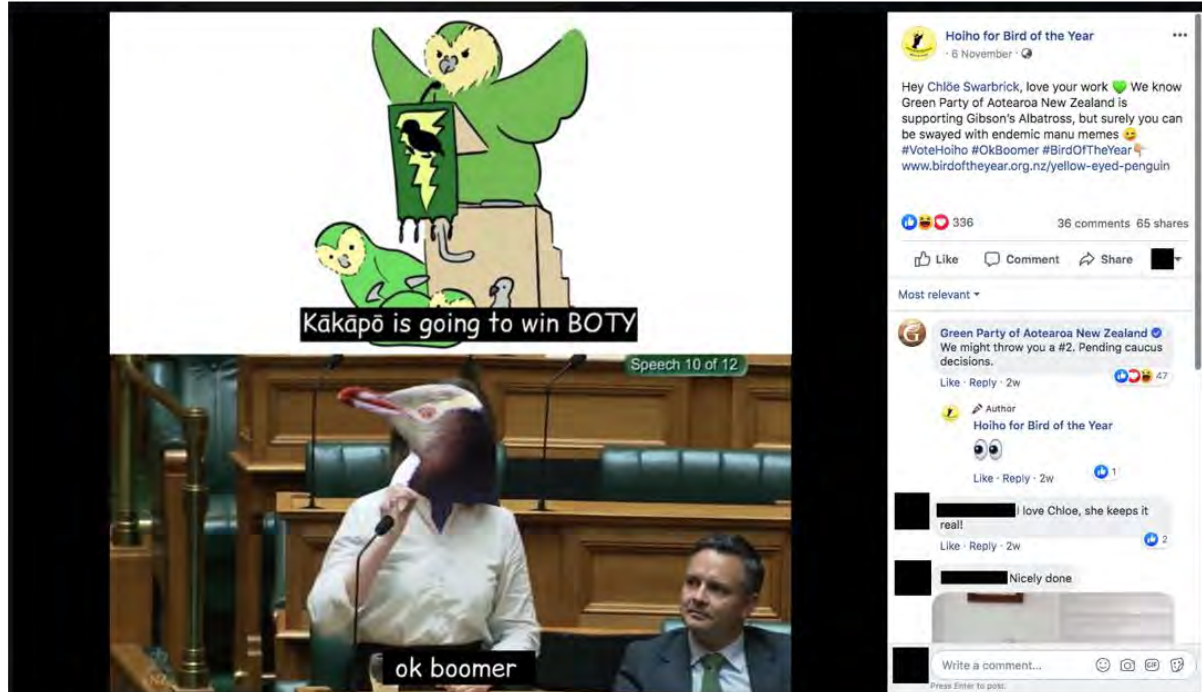 Kākāpō is going to win BOTY
Speech 10 of 12
ok boomer
Hoiho for Bird of the Year
· 6 November ·
Hey Chlöe Swarbrick, love your work 💚 We know
Green Party of Aotearoa New Zealand is
supporting Gibson's Albatross, but surely you can
be swayed with endemic manu memes 😆
#VoteHoiho #OkBoomer #BirdOfTheYear👇🏼
www.birdoftheyear.org.nz/yellow-eyed-penguin
336
36 comments 65 shares
Like Comment Share
Most relevant
Green Party of Aotearoa New Zealand
We might throw you a #2. Pending caucus
decisions.
Like · Reply · 2w
47
Author
Hoiho for Bird of the Year
👀
Like · Reply · 2w
1
I love Chloe, she keeps it
real!
Like · Reply · 2w
2
Nicely done
Write a comment...
GIF
Press Enter to post.